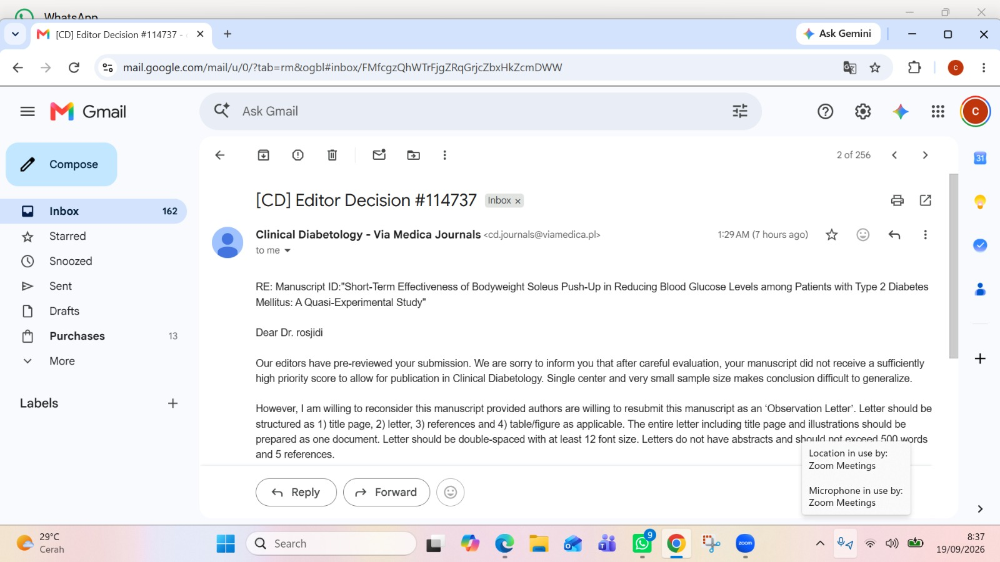 WhatsApp
[CD] Editor Decision #114737 -
Ask Gemini
mail.google.com/mail/u/0/?tab=rm&ogbl#inbox/FMfcgzQhWTrFjgZRqGrjcZbxHkZcmDWW
C
Gmail
Ask Gmail
C
Compose
2 of 256
31
[CD] Editor Decision #114737
Inbox ×
Inbox 162
Starred
Snoozed
Sent
Drafts
Purchases 13
More
Labels
Clinical Diabetology - Via Medica Journals <cd.journals@viamedica.pl>
1:29 AM (7 hours ago)
to me
RE: Manuscript ID:"Short-Term Effectiveness of Bodyweight Soleus Push-Up in Reducing Blood Glucose Levels among Patients with Type 2 Diabetes
Mellitus: A Quasi-Experimental Study"
Dear Dr. rosjidi
Our editors have pre-reviewed your submission. We are sorry to inform you that after careful evaluation, your manuscript did not receive a sufficiently
high priority score to allow for publication in Clinical Diabetology. Single center and very small sample size makes conclusion difficult to generalize.
However, I am willing to reconsider this manuscript provided authors are willing to resubmit this manuscript as an ‘Observation Letter’. Letter should be
structured as 1) title page, 2) letter, 3) references and 4) table/figure as applicable. The entire letter including title page and illustrations should be
prepared as one document. Letter should be double-spaced with at least 12 font size. Letters do not have abstracts and should not exceed 500 words
and 5 references.
Reply
Forward
Location in use by:
Zoom Meetings
Microphone in use by:
Zoom Meetings
29°C
Cerah
Search
9
zoom
8:37
19/09/2026